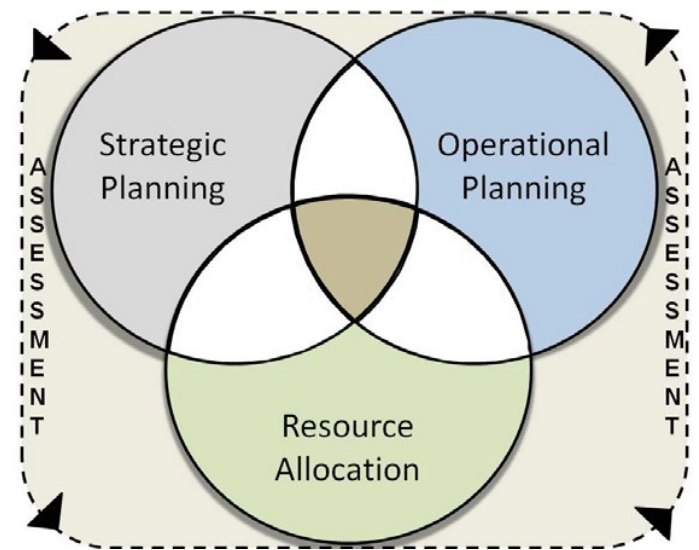 Strategic
Planning
Operational
Planning
ASSESSMENT
ASSESSMENT
Resource
Allocation